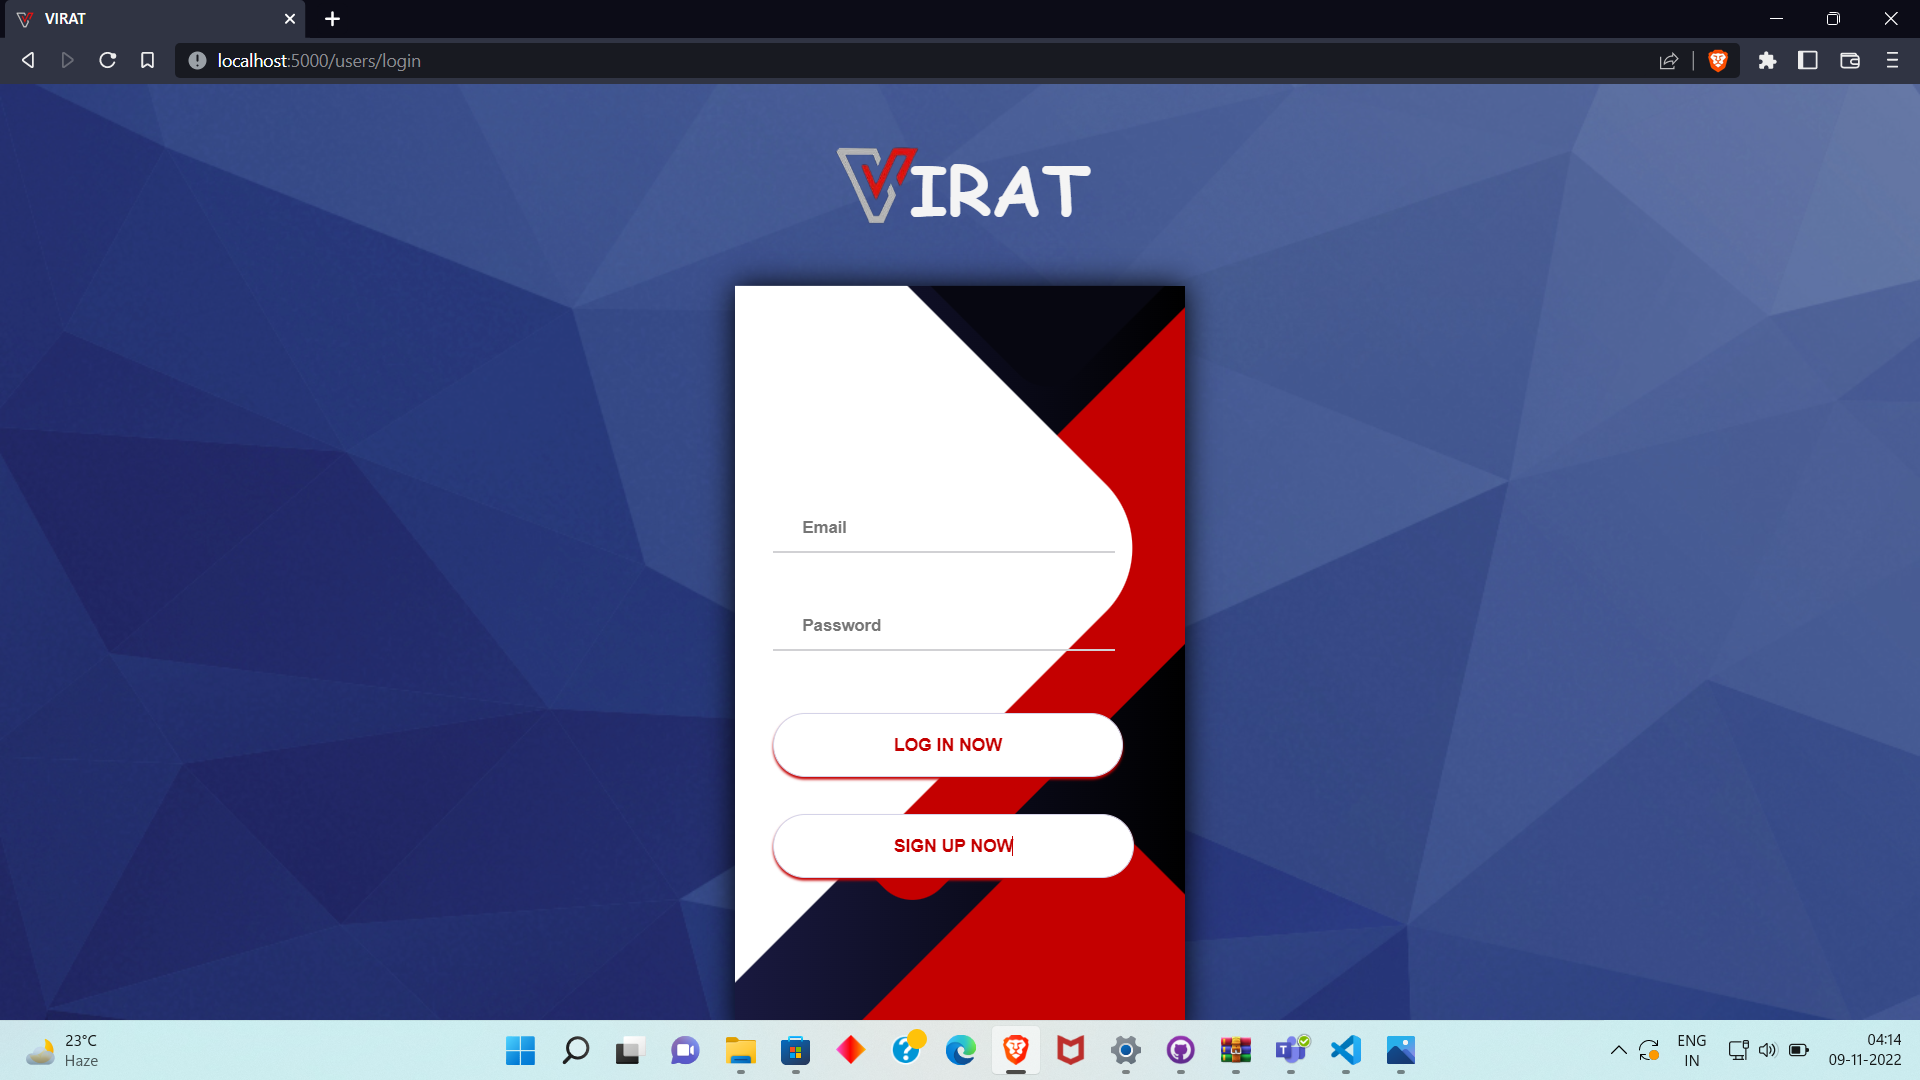 VIRAT
localhost:5000/users/login
VIRAT
Email
Password
LOG IN NOW
SIGN UP NOW
23°C
Haze
ENG
IN
04:14
09-11-2022